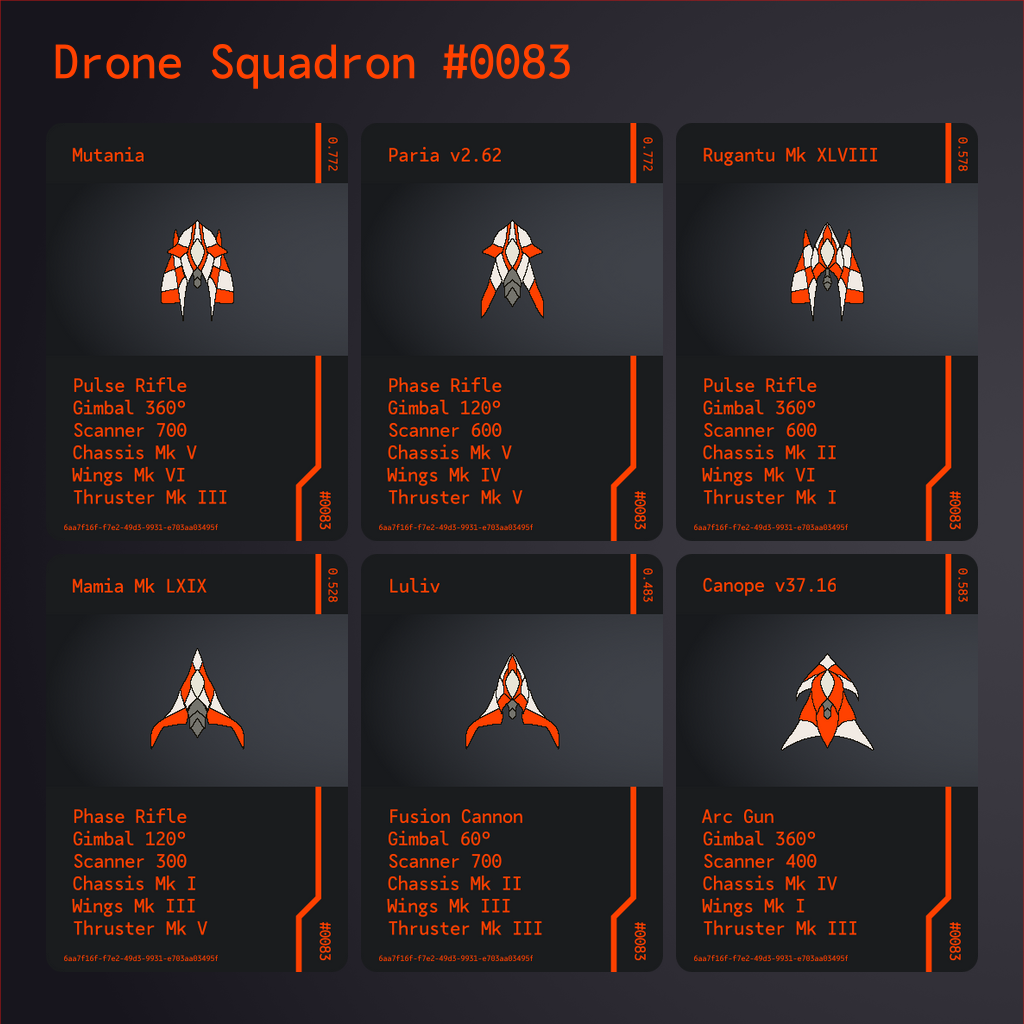 Drone Squadron #0083
Mutania
0.772
Pulse Rifle
Gimbal 360º
Scanner 700
Chassis Mk V
Wings Mk VI
Thruster Mk III
#0083
6aa7f16f-f7e2-49d3-9931-e703aa03495f
Paria v2.62
0.772
Phase Rifle
Gimbal 120º
Scanner 600
Chassis Mk V
Wings Mk IV
Thruster Mk V
#0083
6aa7f16f-f7e2-49d3-9931-e703aa03495f
Rugantu Mk XLVIII
0.578
Pulse Rifle
Gimbal 360º
Scanner 600
Chassis Mk II
Wings Mk VI
Thruster Mk I
#0083
6aa7f16f-f7e2-49d3-9931-e703aa03495f
Mamia Mk LXIX
0.528
Phase Rifle
Gimbal 120º
Scanner 300
Chassis Mk I
Wings Mk III
Thruster Mk V
#0083
6aa7f16f-f7e2-49d3-9931-e703aa03495f
Luliv
0.483
Fusion Cannon
Gimbal 60º
Scanner 700
Chassis Mk II
Wings Mk III
Thruster Mk III
#0083
6aa7f16f-f7e2-49d3-9931-e703aa03495f
Canope v37.16
0.583
Arc Gun
Gimbal 360º
Scanner 400
Chassis Mk IV
Wings Mk I
Thruster Mk III
#0083
6aa7f16f-f7e2-49d3-9931-e703aa03495f